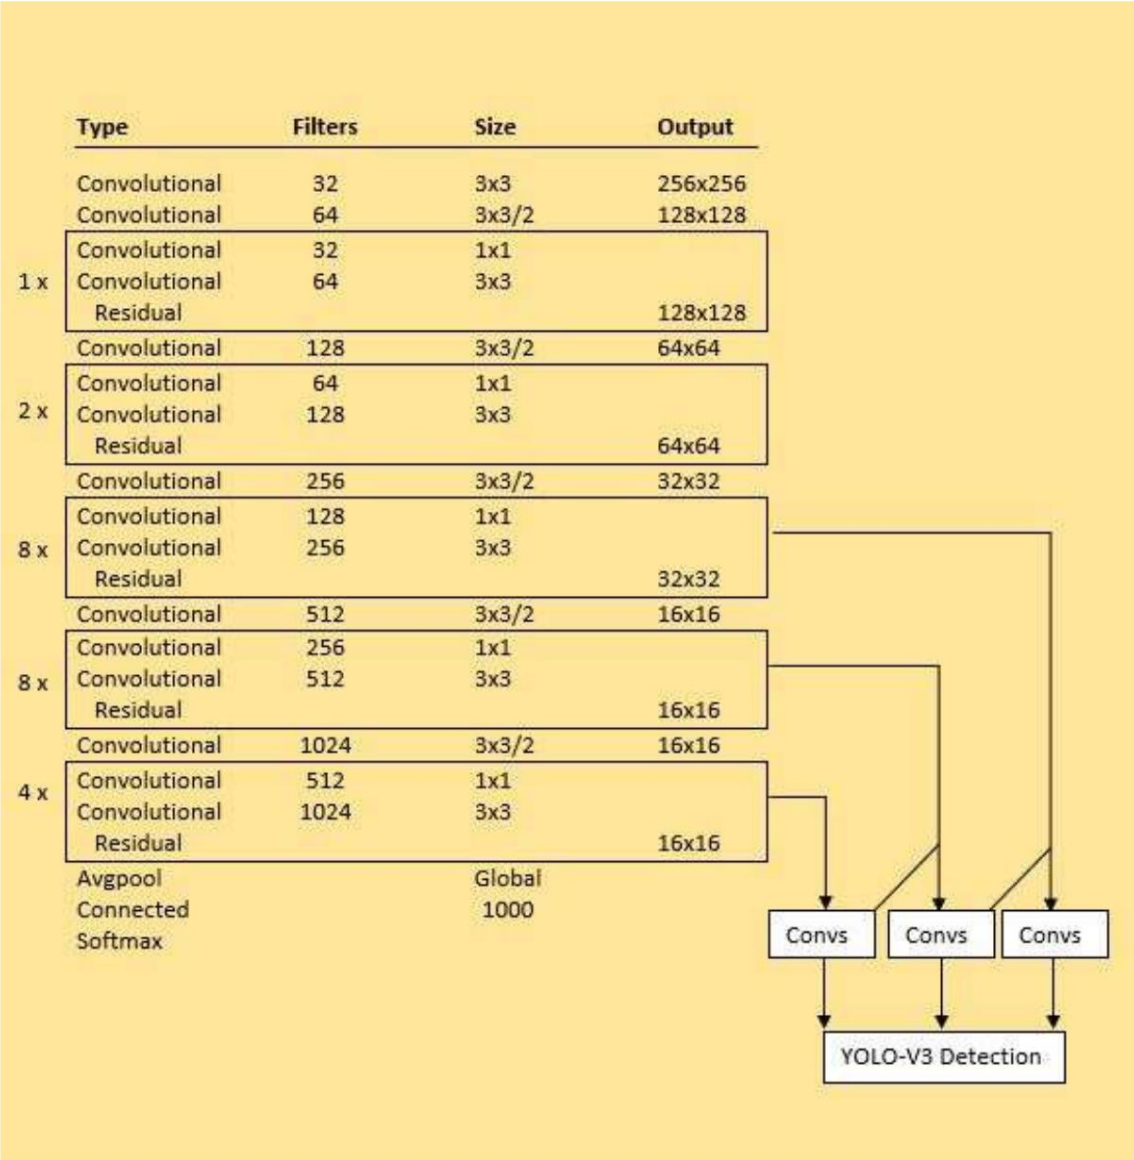 Type Filters Size Output
Convolutional 32 3x3 256x256
Convolutional 64 3x3/2 128x128
Convolutional 32 1x1
1 x Convolutional 64 3x3
Residual 128x128
Convolutional 128 3x3/2 64x64
Convolutional 64 1x1
2 x Convolutional 128 3x3
Residual 64x64
Convolutional 256 3x3/2 32x32
Convolutional 128 1x1
8 x Convolutional 256 3x3
Residual 32x32
Convolutional 512 3x3/2 16x16
Convolutional 256 1x1
8 x Convolutional 512 3x3
Residual 16x16
Convolutional 1024 3x3/2 16x16
Convolutional 512 1x1
4 x Convolutional 1024 3x3
Residual 16x16
Avgpool Global
Connected 1000
Softmax
Convs Convs Convs
YOLO-V3 Detection